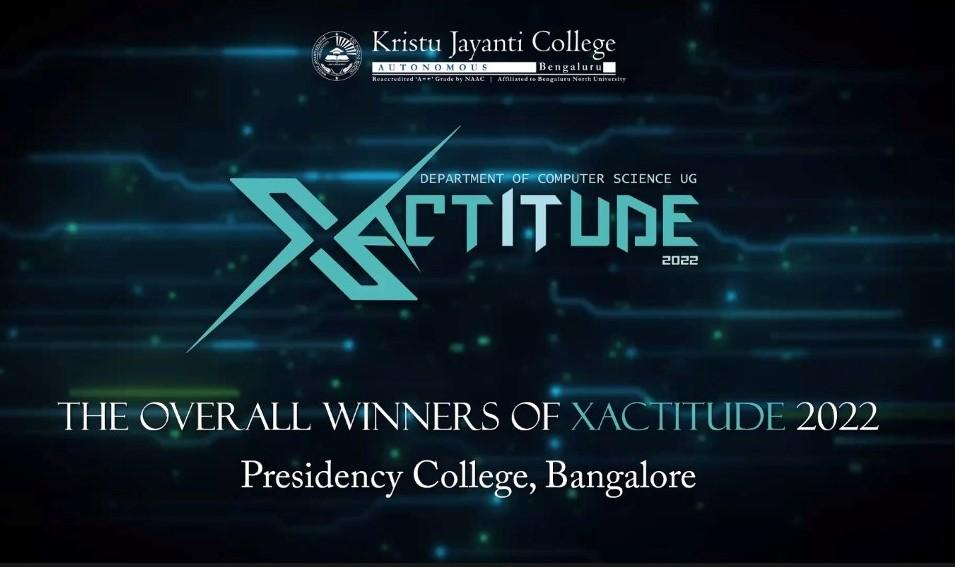 Kristu Jayanti College
AUTONOMOUS Bengaluru
Reaccredited 'A++' Grade by NAAC | Affiliated to Bengaluru North University
DEPARTMENT OF COMPUTER SCIENCE UG
XACTITUDE
2022
THE OVERALL WINNERS OF XACTITUDE 2022
Presidency College, Bangalore